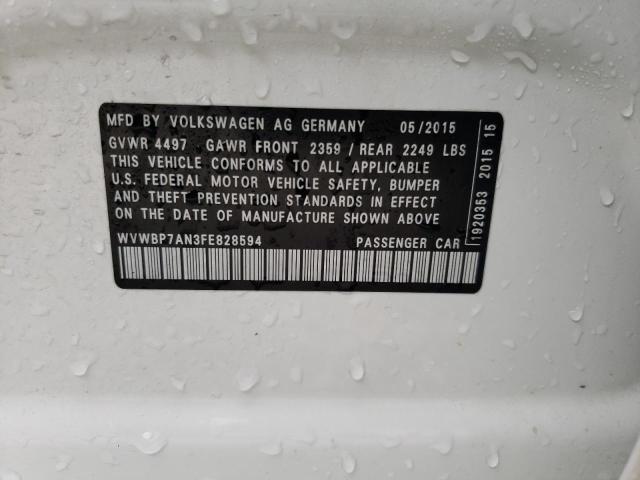 MFD BY VOLKSWAGEN AG GERMANY 05/2015
GVWR 4497 GAWR FRONT 2359 / REAR 2249 LBS
THIS VEHICLE CONFORMS TO ALL APPLICABLE
U.S. FEDERAL MOTOR VEHICLE SAFETY, BUMPER
AND THEFT PREVENTION STANDARDS IN EFFECT
ON THE DATE OF MANUFACTURE SHOWN ABOVE
WVWBP7AN3FE828594 PASSENGER CAR
1920353 2015 15